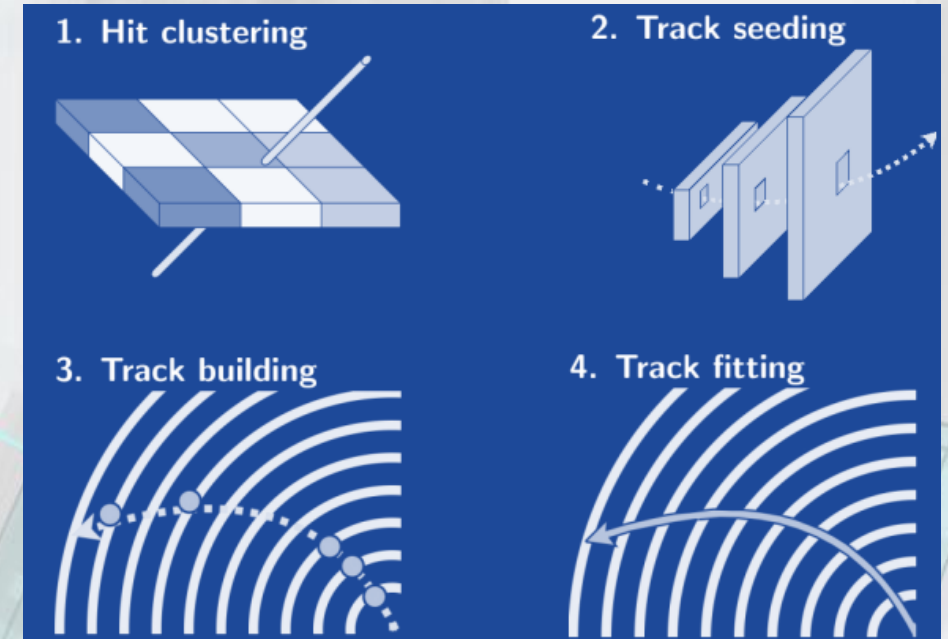 1. Hit clustering
2. Track seeding
3. Track building
4. Track fitting